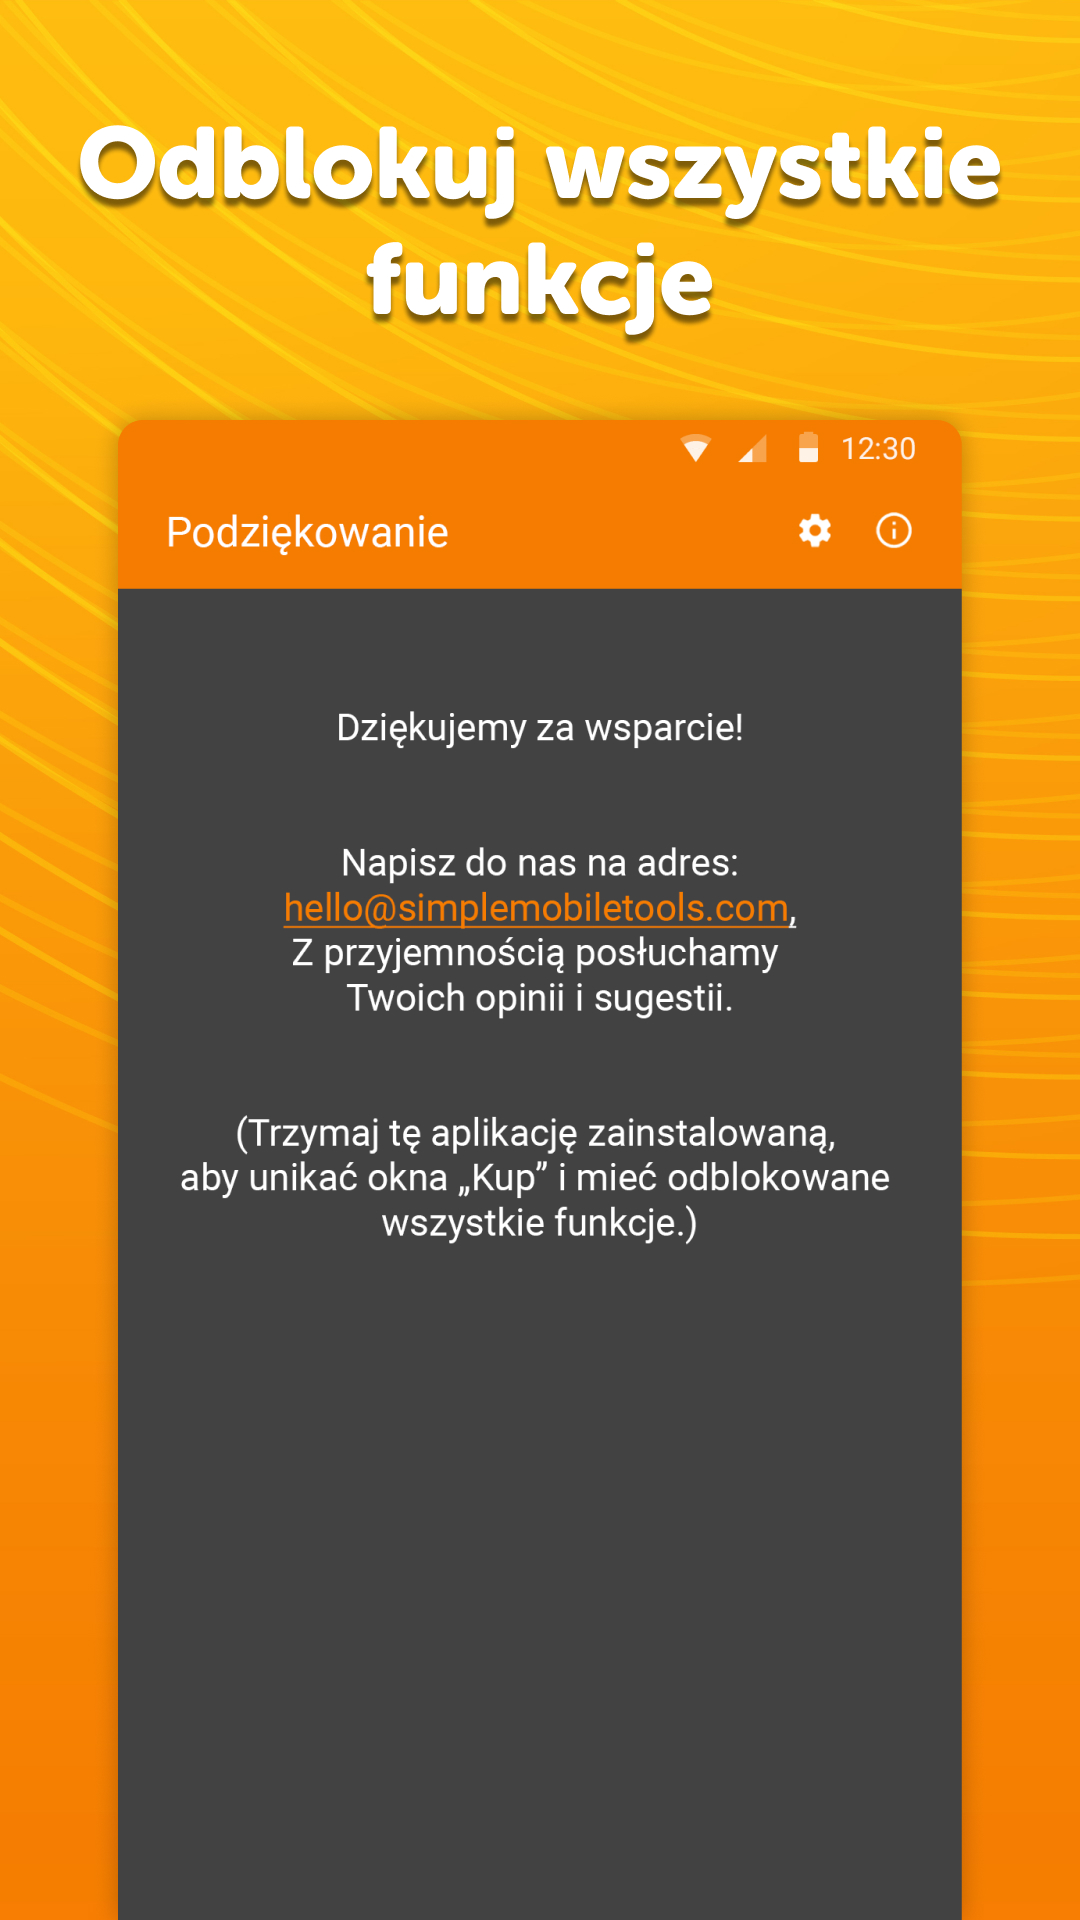 Odblokuj wszystkie
funkcje
12:30
Podziękowanie
Dziękujemy za wsparcie!
Napisz do nas na adres:
hello@simplemobiletools.com,
Z przyjemnością posłuchamy
Twoich opinii i sugestii.
(Trzymaj tę aplikację zainstalowaną,
aby unikać okna „Kup” i mieć odblokowane
wszystkie funkcje.)